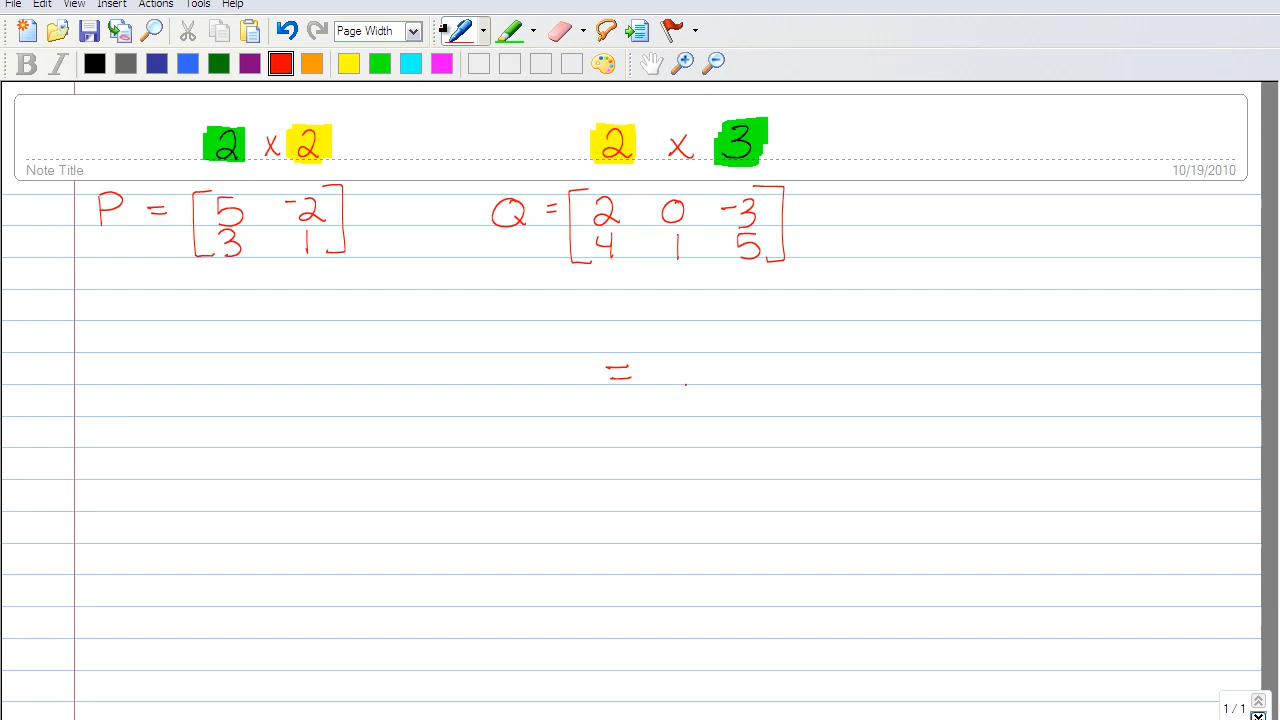 File Edit View Insert Actions Tools Help
Page Width
B I
2 x 2 2 x 3
Note Title 10/19/2010
P = [ 5 -2 ] Q = [ 2 0 -3 ]
3 1 4 1 5
=
1 / 1